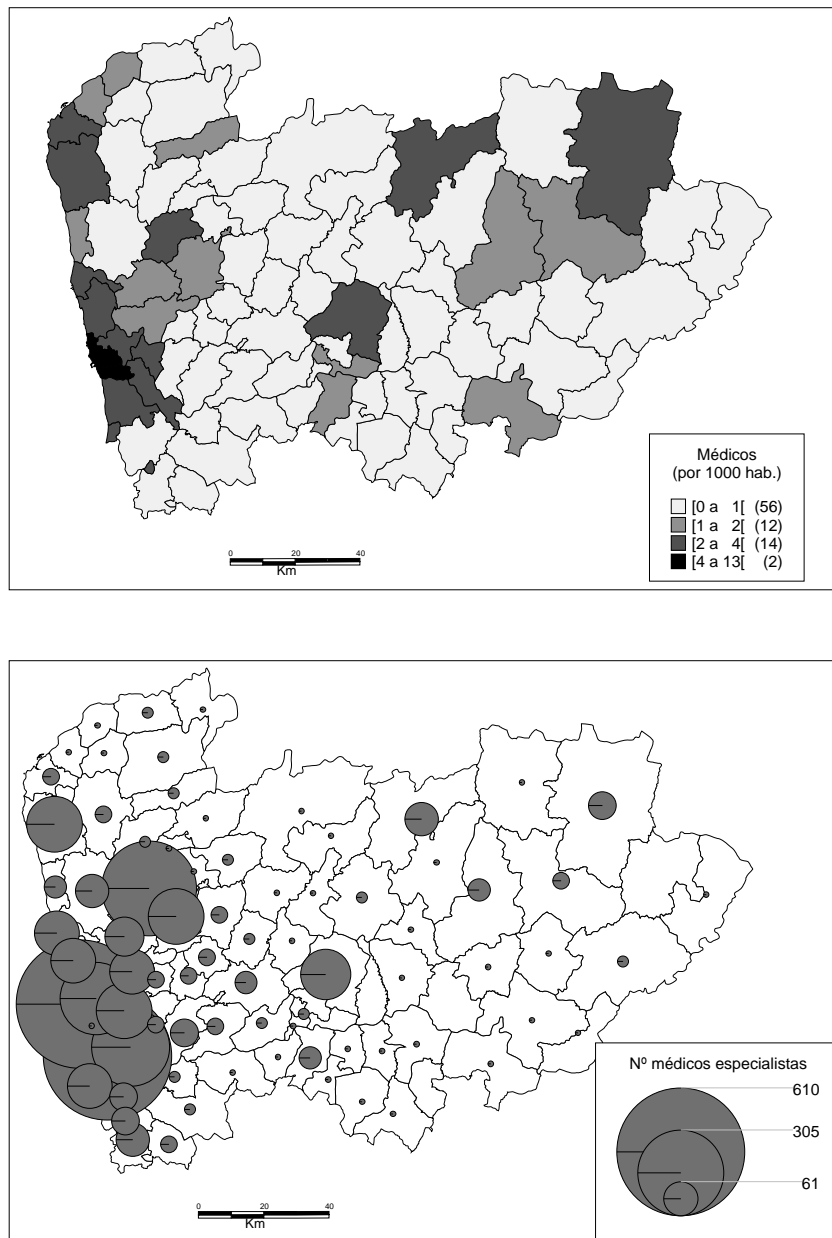 Médicos
(por 1000 hab.)
[0 a 1[ (56)
[1 a 2[ (12)
[2 a 4[ (14)
[4 a 13[ (2)
0 20 40
Km
Nº médicos especialistas
610
305
61
0 20 40
Km